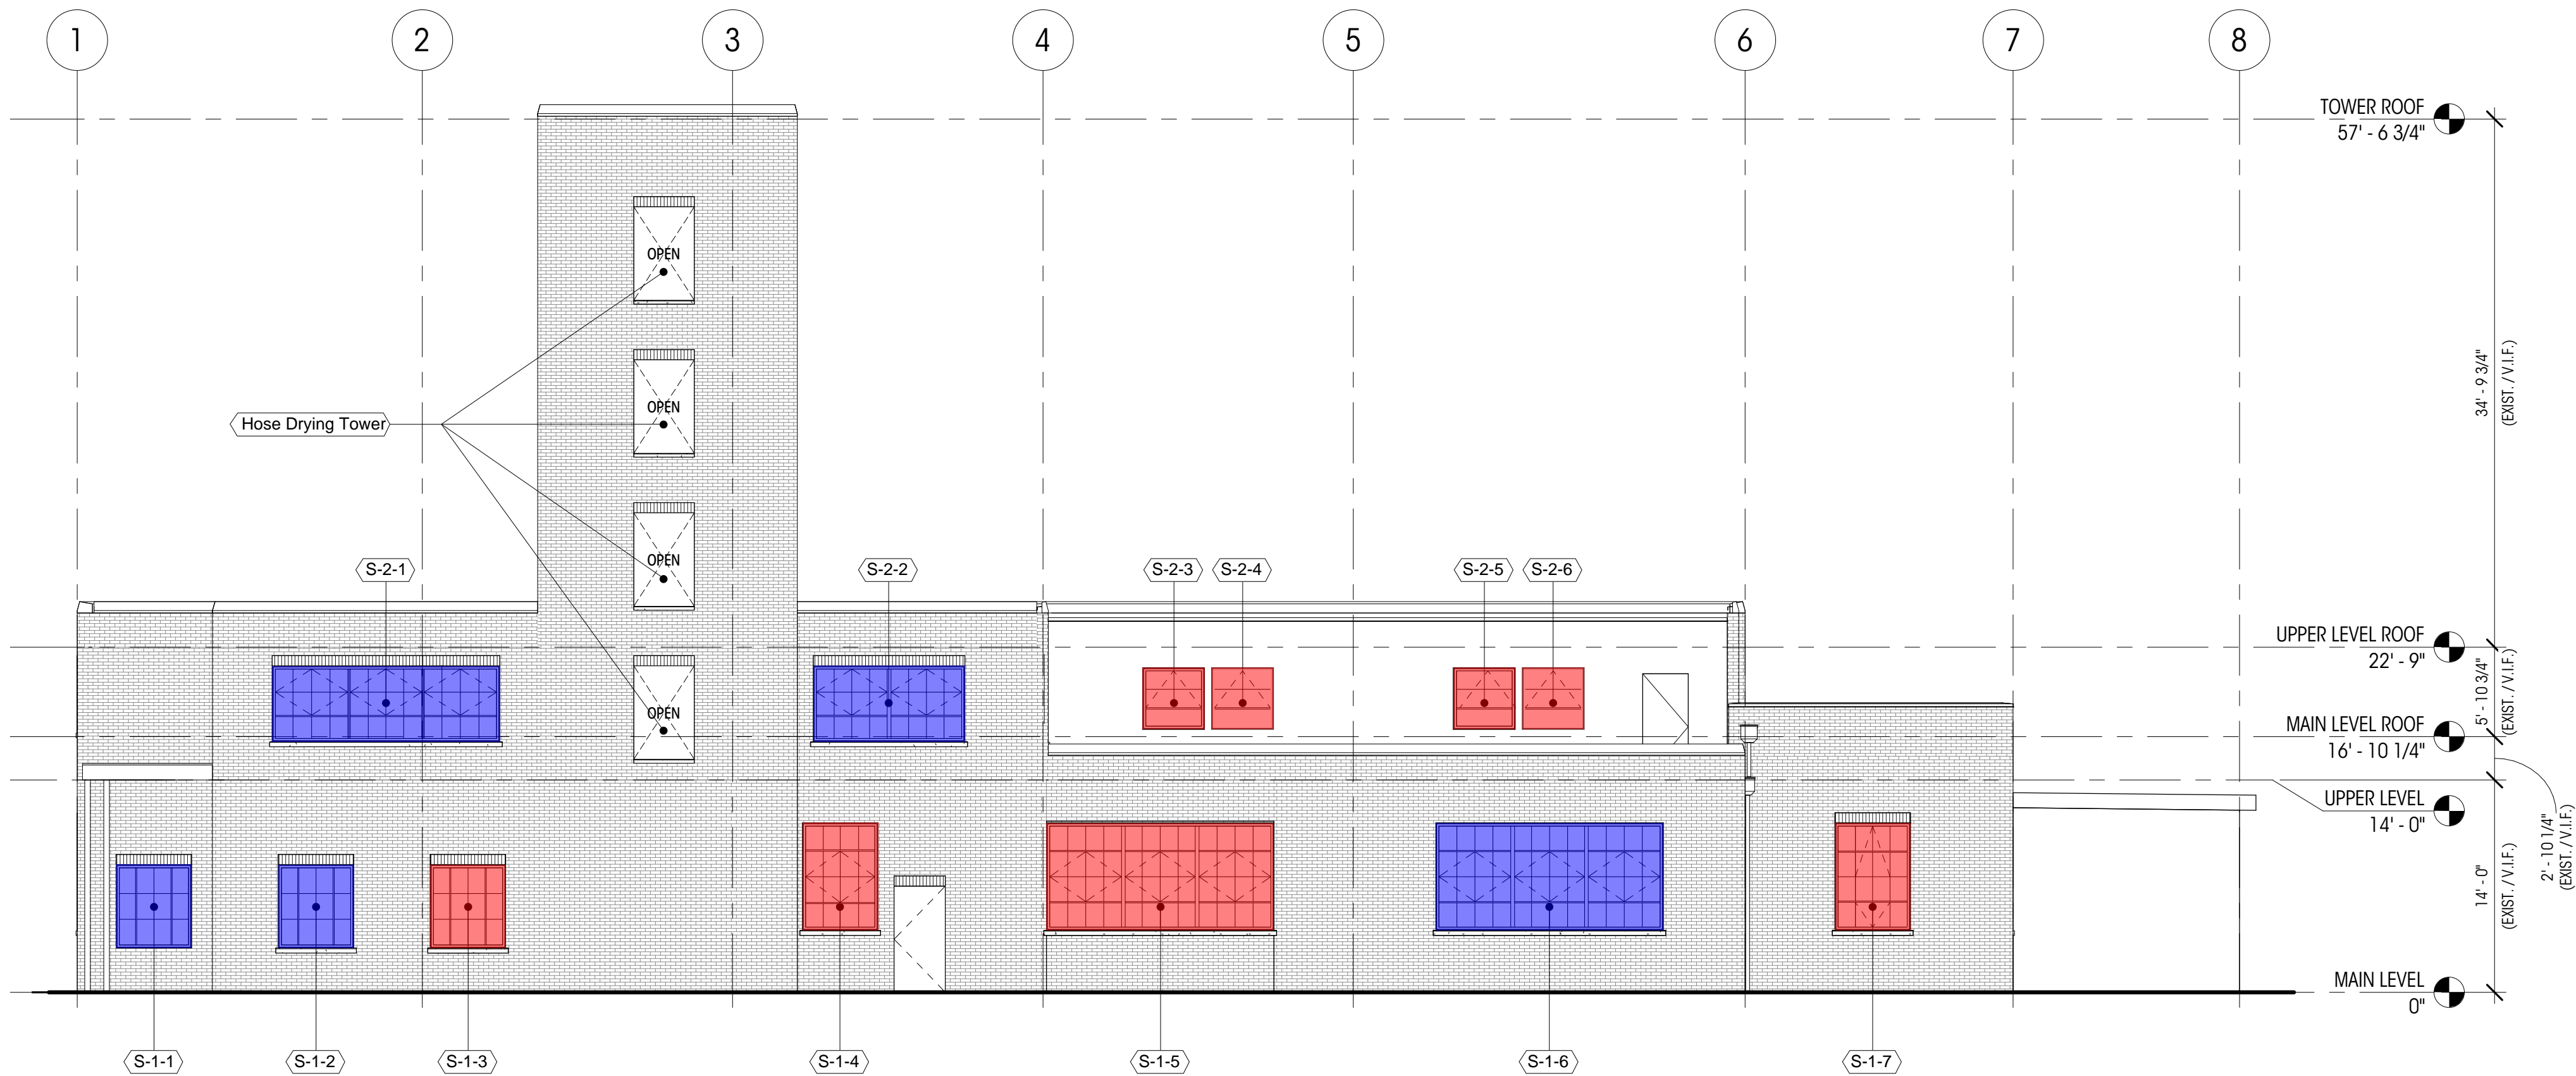 1
2
3
4
5
6
7
8
TOWER ROOF
57' - 6 3/4"
OPEN
34' - 9 3/4"
(EXIST. / V.I.F.)
OPEN
Hose Drying Tower
OPEN
S-2-1
S-2-2
S-2-3
S-2-4
S-2-5
S-2-6
UPPER LEVEL ROOF
22' - 9"
5' - 10 3/4"
(EXIST. / V.I.F.)
OPEN
MAIN LEVEL ROOF
16' - 10 1/4"
UPPER LEVEL
14' - 0"
2' - 10 1/4"
(EXIST. / V.I.F.)
14' - 0"
(EXIST. / V.I.F.)
MAIN LEVEL
0"
S-1-1
S-1-2
S-1-3
S-1-4
S-1-5
S-1-6
S-1-7